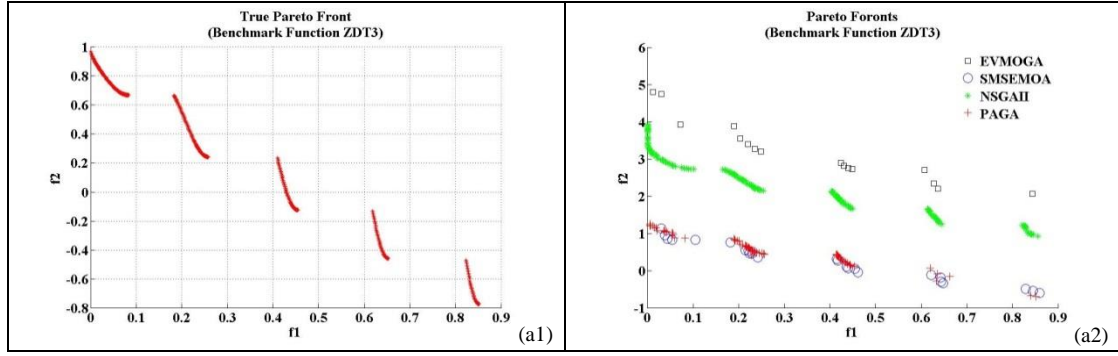 True Pareto Front
(Benchmark Function ZDT3)
1
0.8
0.6
0.4
0.2
0
-0.2
-0.4
-0.6
-0.8
f2
0 0.1 0.2 0.3 0.4 0.5 0.6 0.7 0.8 0.9
f1
(a1)
Pareto Foronts
(Benchmark Function ZDT3)
6
5
4
3
2
1
0
-1
f2
EVMOGA
SMSEMOA
NSGAII
PAGA
0 0.1 0.2 0.3 0.4 0.5 0.6 0.7 0.8 0.9
f1
(a2)